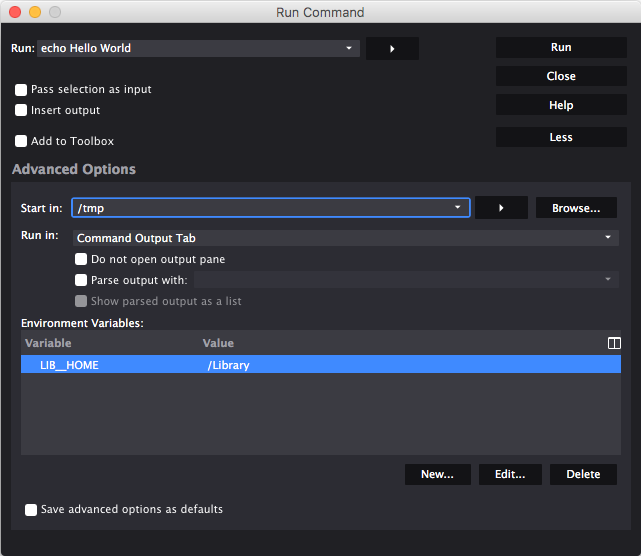 Run Command
Run: echo Hello World
Run
Pass selection as input
Close
Insert output
Help
Add to Toolbox
Less
Advanced Options
Start in: /tmp Browse...
Run in: Command Output Tab
Do not open output pane
Parse output with:
Show parsed output as a list
Environment Variables:
Variable Value
LIB__HOME /Library
New... Edit... Delete
Save advanced options as defaults